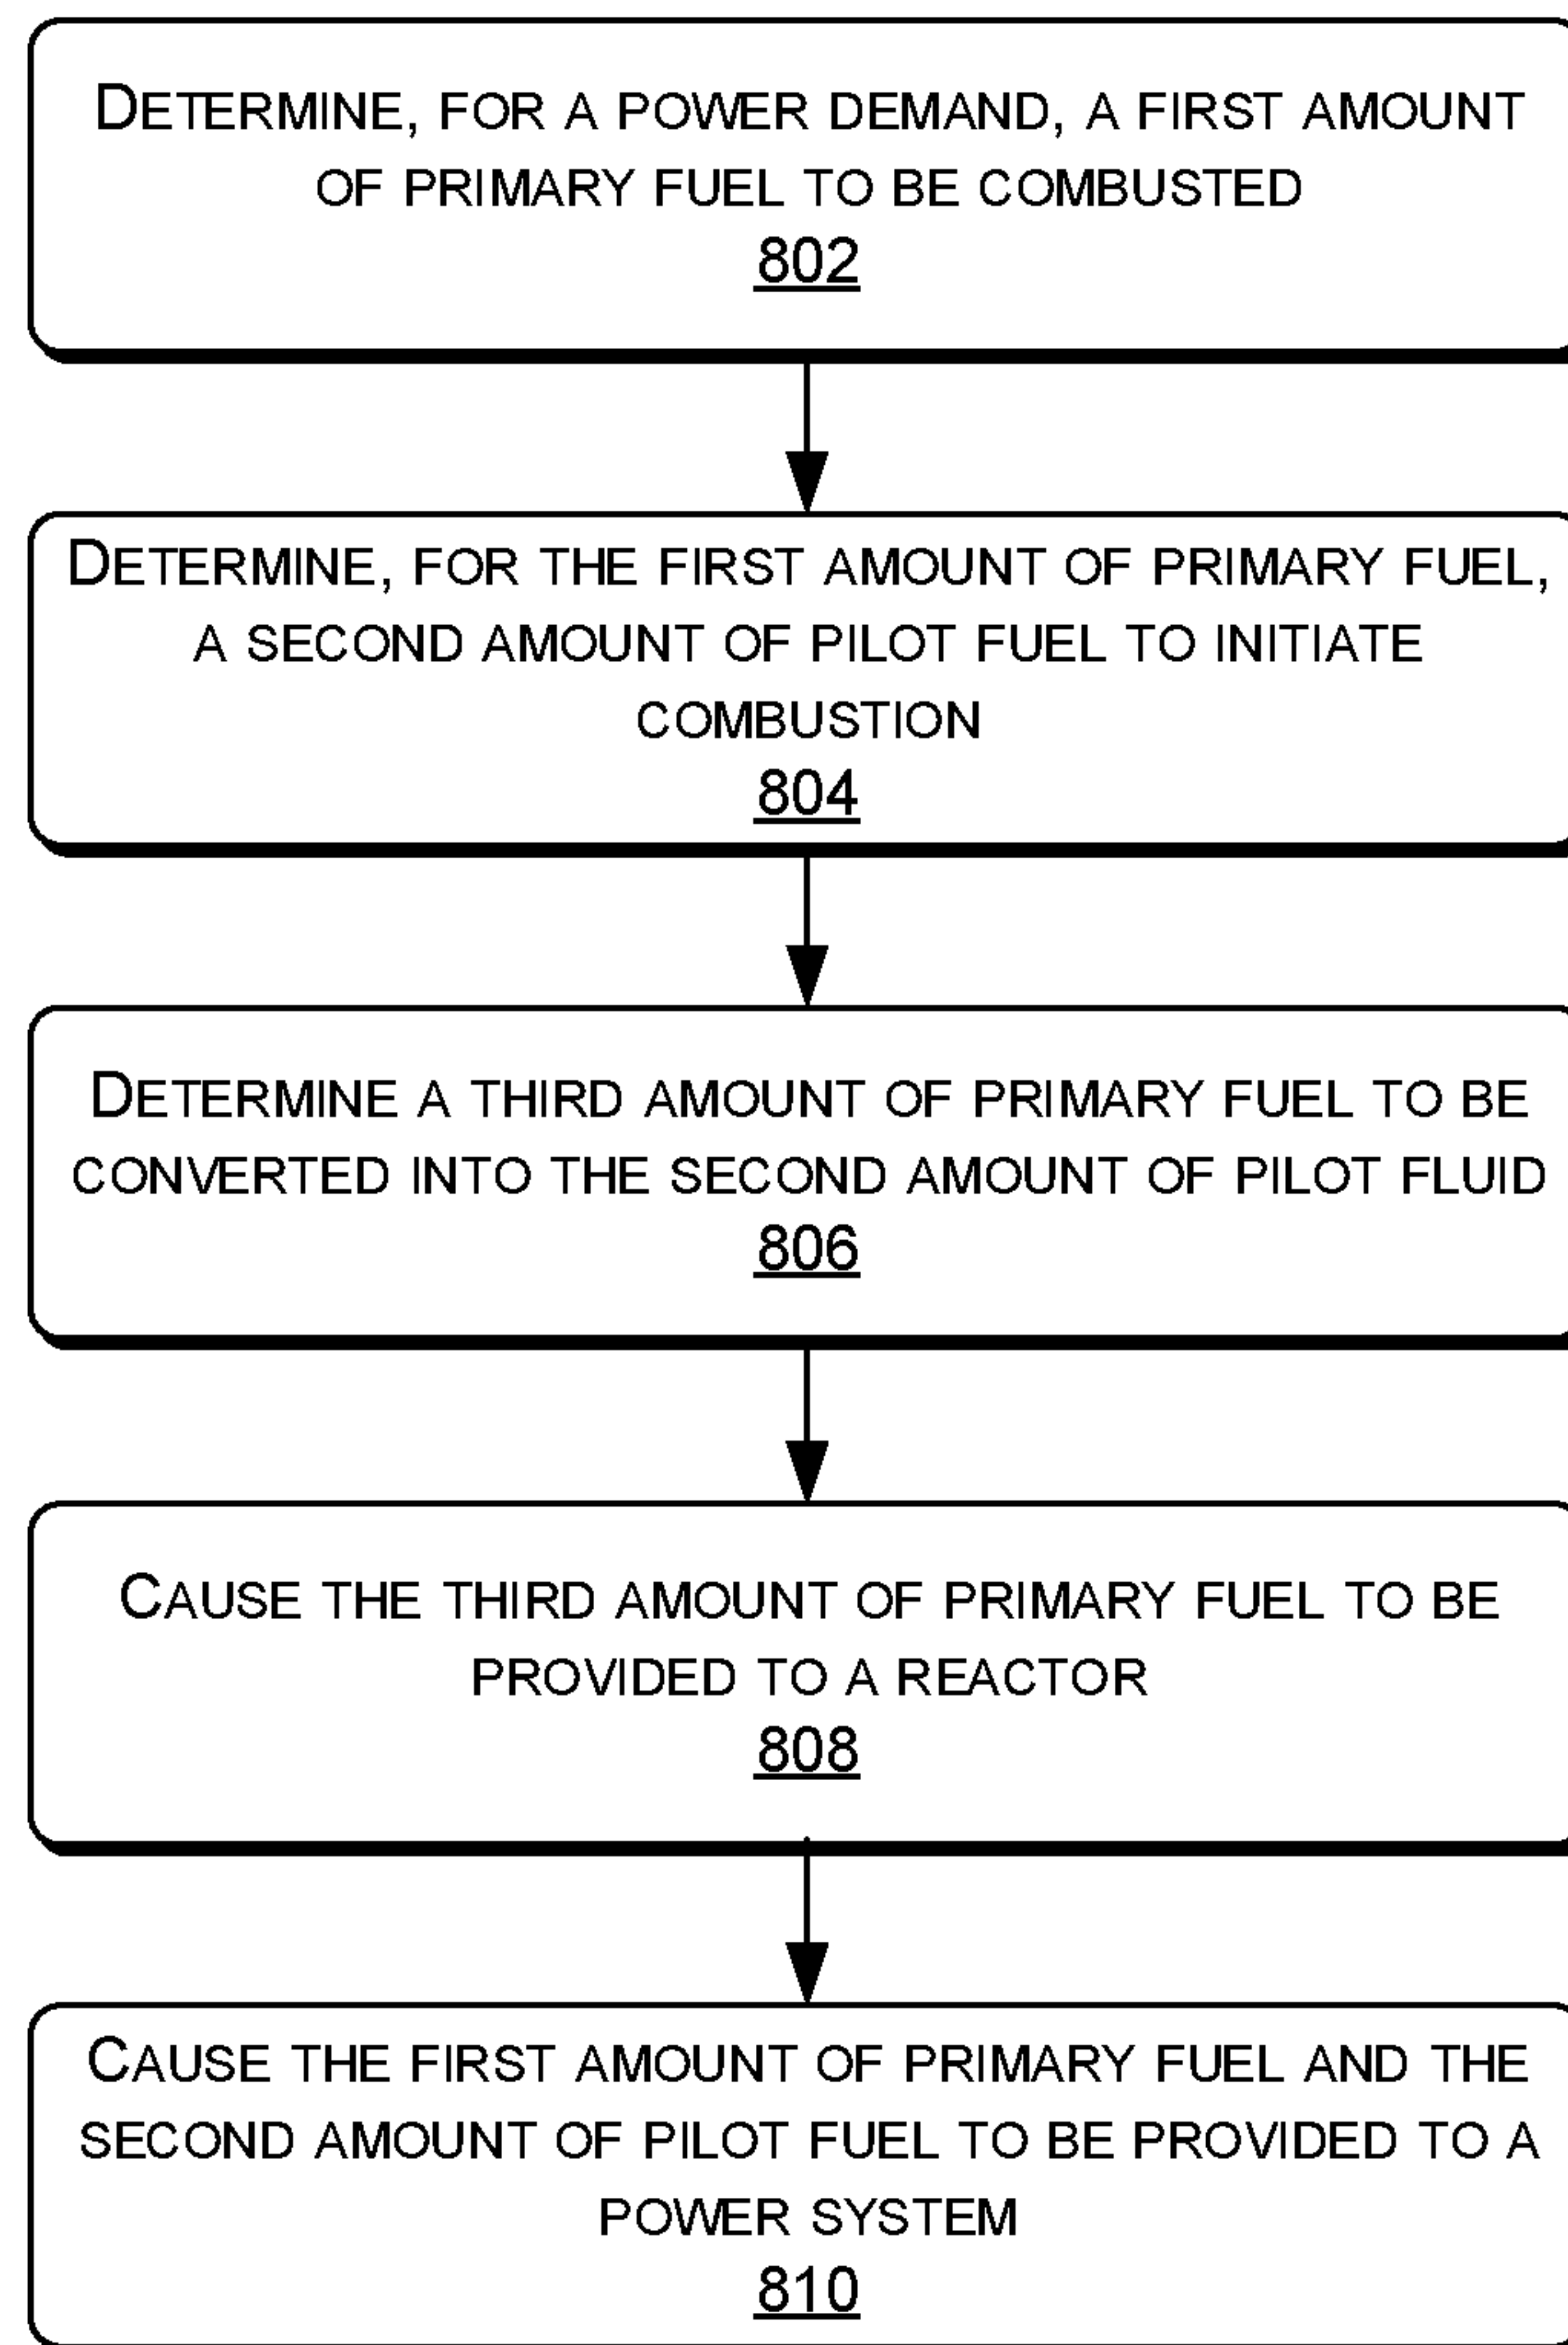 DETERMINE, FOR A POWER DEMAND, A FIRST AMOUNT
OF PRIMARY FUEL TO BE COMBUSTED
802
DETERMINE, FOR THE FIRST AMOUNT OF PRIMARY FUEL,
A SECOND AMOUNT OF PILOT FUEL TO INITIATE
COMBUSTION
804
DETERMINE A THIRD AMOUNT OF PRIMARY FUEL TO BE
CONVERTED INTO THE SECOND AMOUNT OF PILOT FLUID
806
CAUSE THE THIRD AMOUNT OF PRIMARY FUEL TO BE
PROVIDED TO A REACTOR
808
CAUSE THE FIRST AMOUNT OF PRIMARY FUEL AND THE
SECOND AMOUNT OF PILOT FUEL TO BE PROVIDED TO A
POWER SYSTEM
810